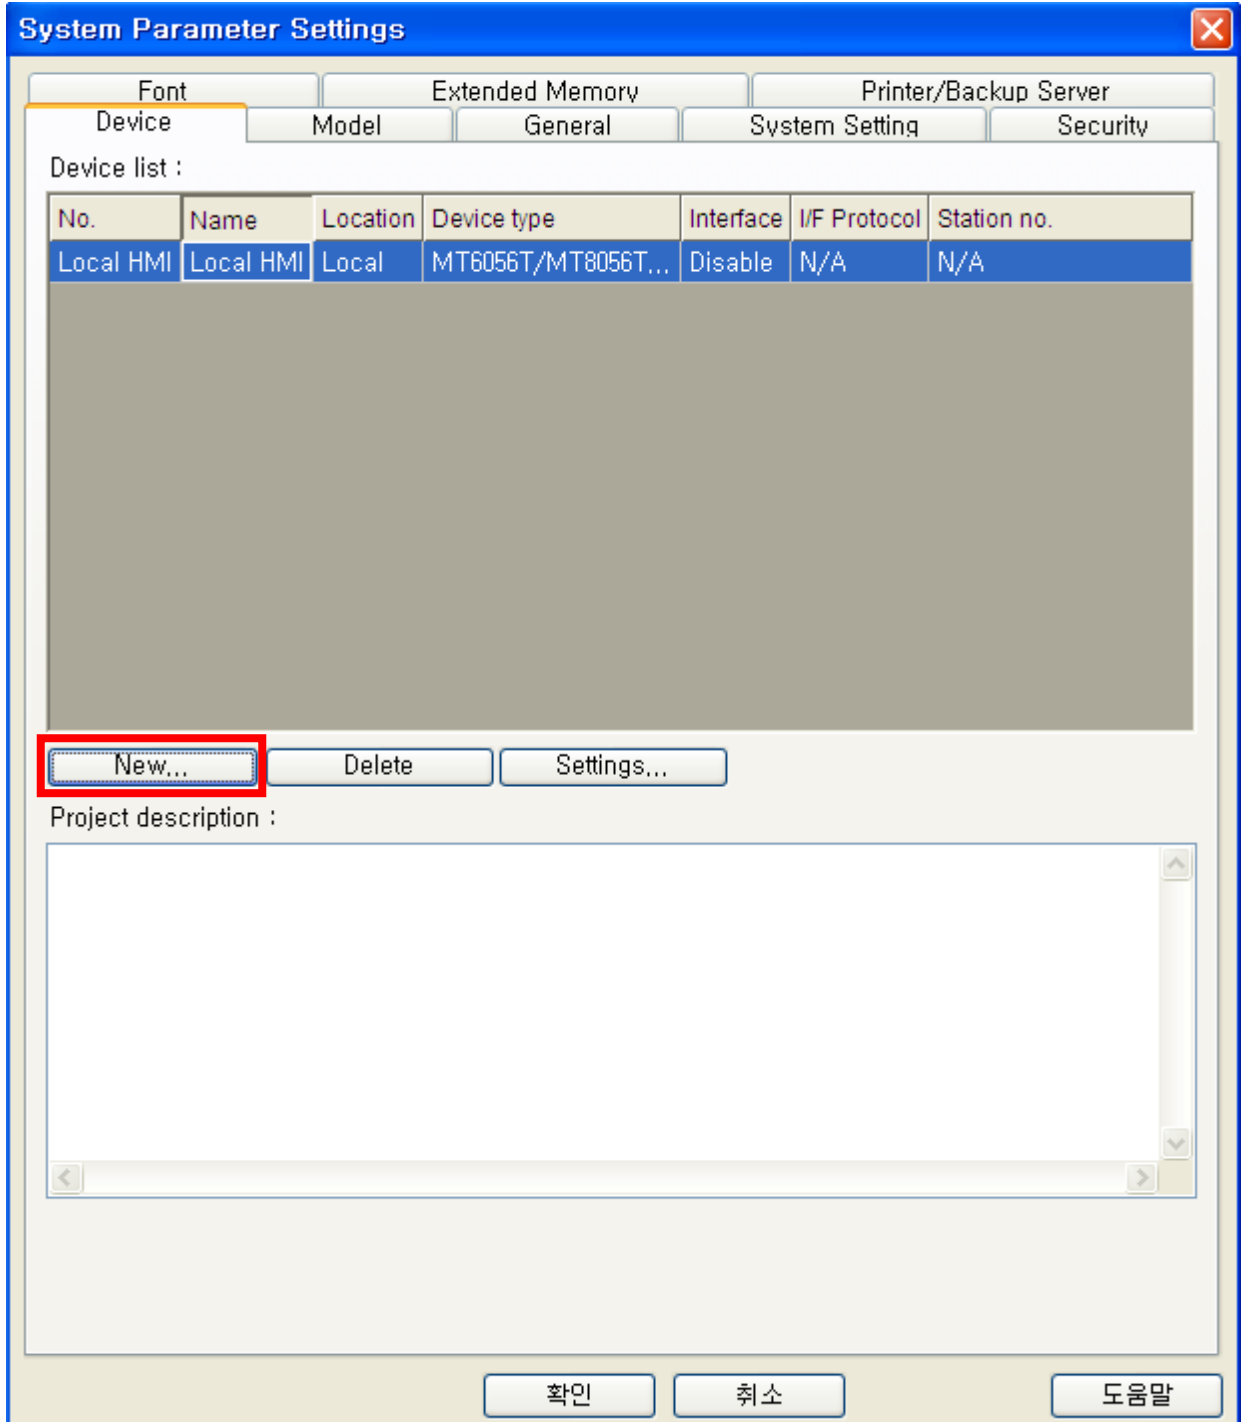 System Parameter Settings
Font Extended Memory Printer/Backup Server
Device Model General System Setting Security
Device list :
No. Name Location Device type Interface I/F Protocol Station no.
Local HMI Local HMI Local MT6056T/MT8056T... Disable N/A N/A
New... Delete Settings...
Project description :
확인 취소 도움말